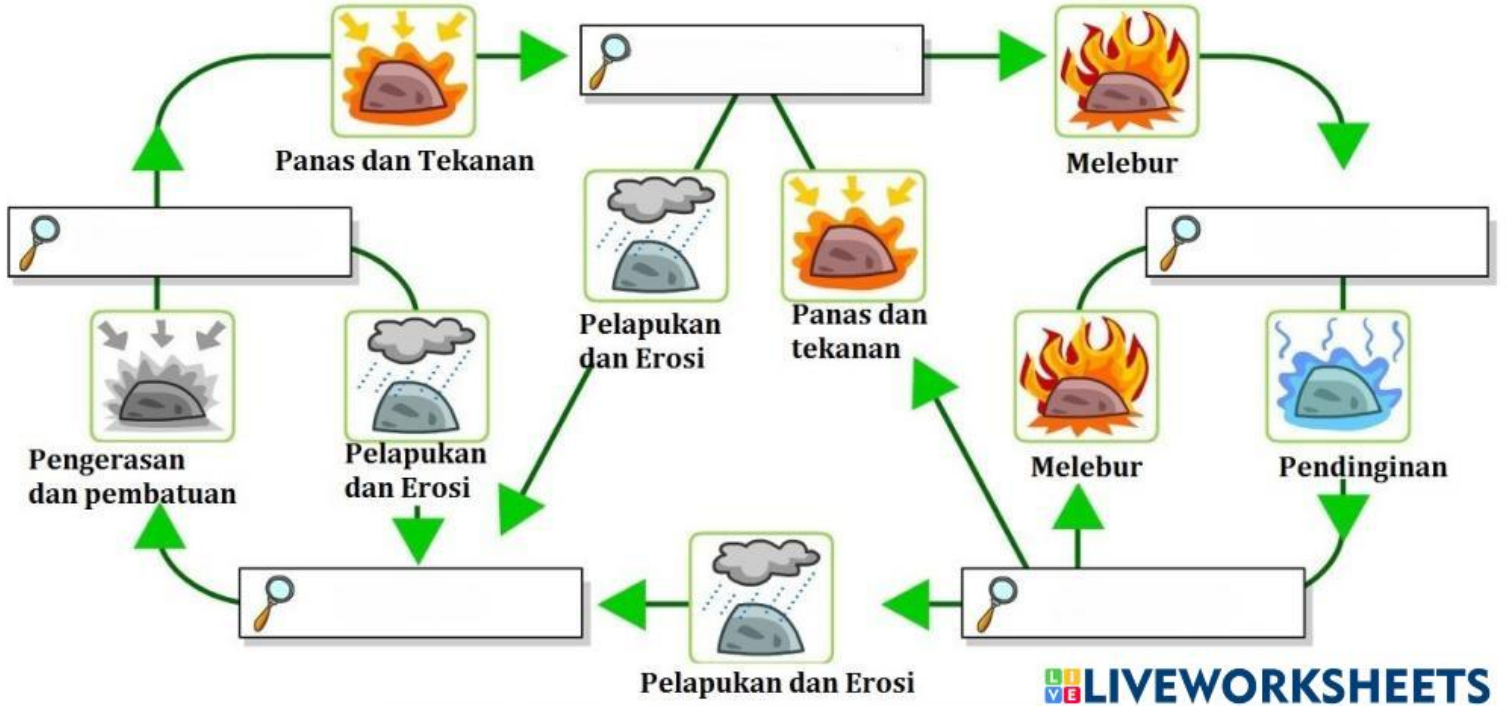 Panas dan Tekanan
Melebur
Pelapukan
dan Erosi
Panas dan
tekanan
Pengerasan
dan pembatuan
Pelapukan
dan Erosi
Melebur
Pendinginan
Pelapukan dan Erosi
LIVE LIVEWORKSHEETS